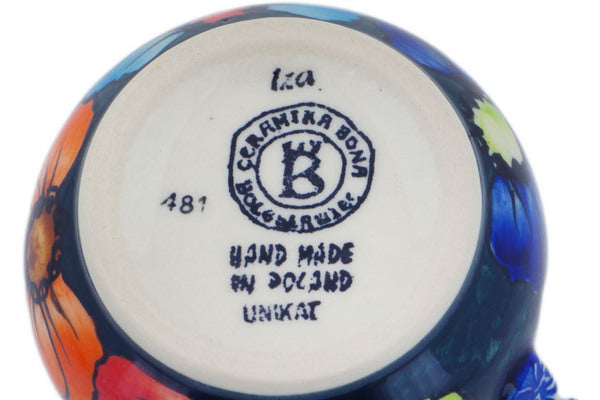 Iza
CERAMIKA BONA
B
BOLESŁAWIEC
481
HAND MADE
IN POLAND
UNIKAT